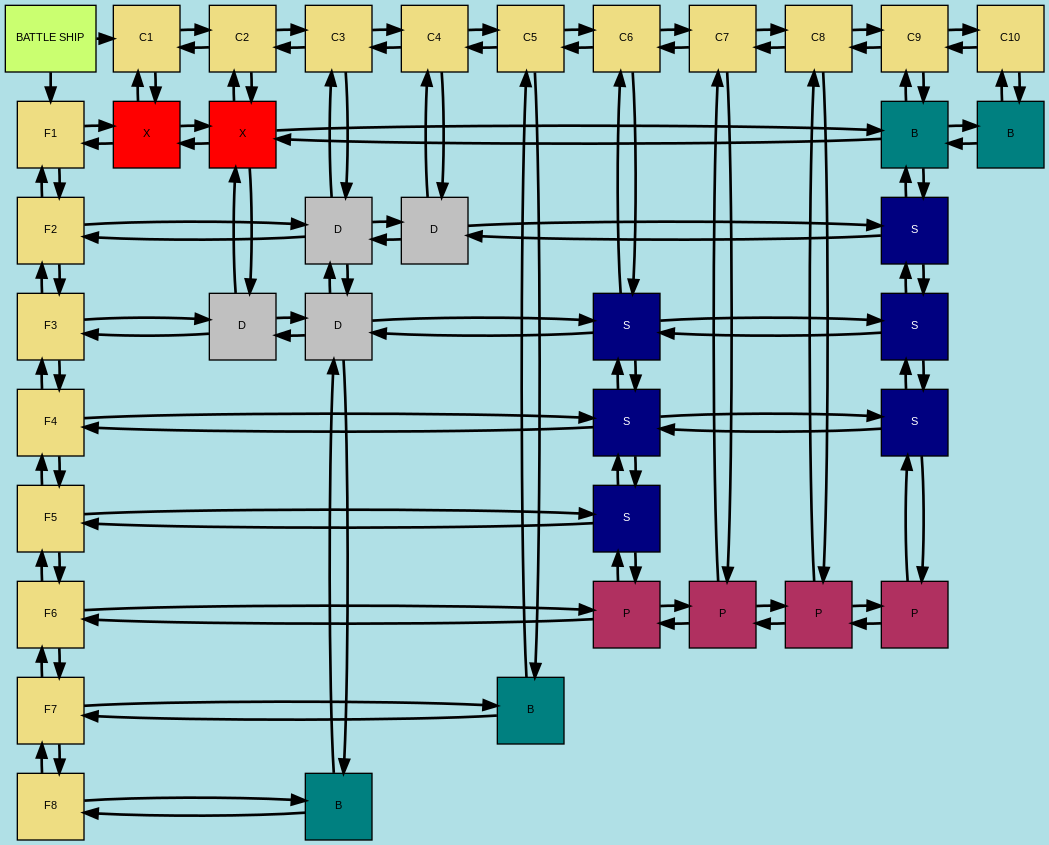 BATTLE SHIP C1 C2 C3 C4 C5 C6 C7 C8 C9 C10
F1 X X B B
F2 D D S
F3 D D S S
F4 S S
F5 S
F6 P P P P
F7 B
F8 B